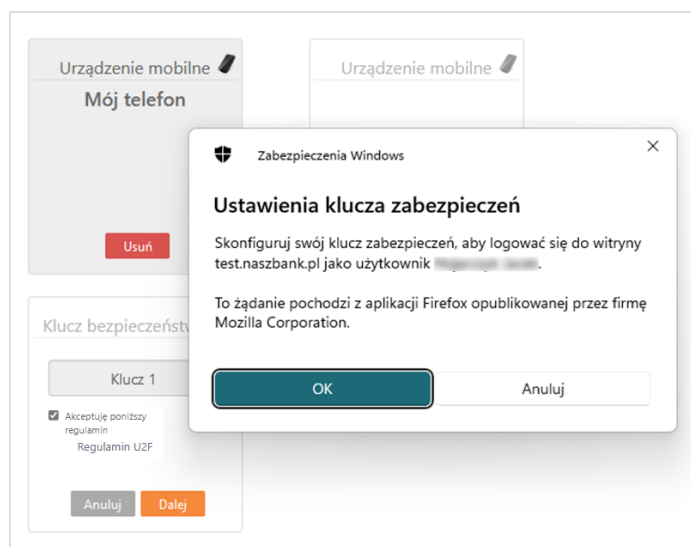 Urządzenie mobilne
Mój telefon
Usuń
Urządzenie mobilne
Zabezpieczenia Windows
Ustawienia klucza zabezpieczeń
Skonfiguruj swój klucz zabezpieczeń, aby logować się do witryny
test.naszbank.pl jako użytkownik
To żądanie pochodzi z aplikacji Firefox opublikowanej przez firmę
Mozilla Corporation.
OK
Anuluj
Klucz bezpieczeństw
Klucz 1
Akceptuję poniższy
regulamin
Regulamin U2F
Anuluj
Dalej